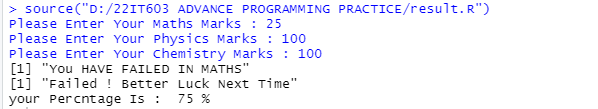 > source("D:/22IT603 ADVANCE PROGRAMMING PRACTICE/result.R")
Please Enter Your Maths Marks : 25
Please Enter Your Physics Marks : 100
Please Enter Your Chemistry Marks : 100
[1] "You HAVE FAILED IN MATHS"
[1] "Failed ! Better Luck Next Time"
your Percntage Is :  75 %